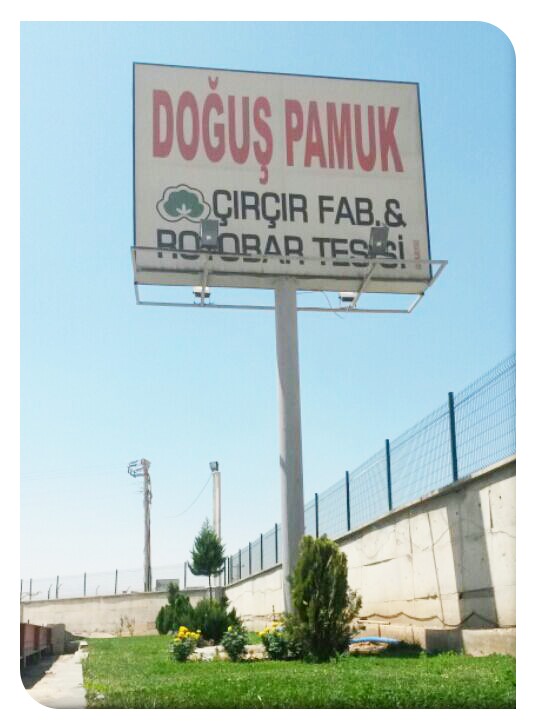 DOĞUŞ PAMUK
ÇIRÇIR FAB.&
ROTOBAR TESİSİ